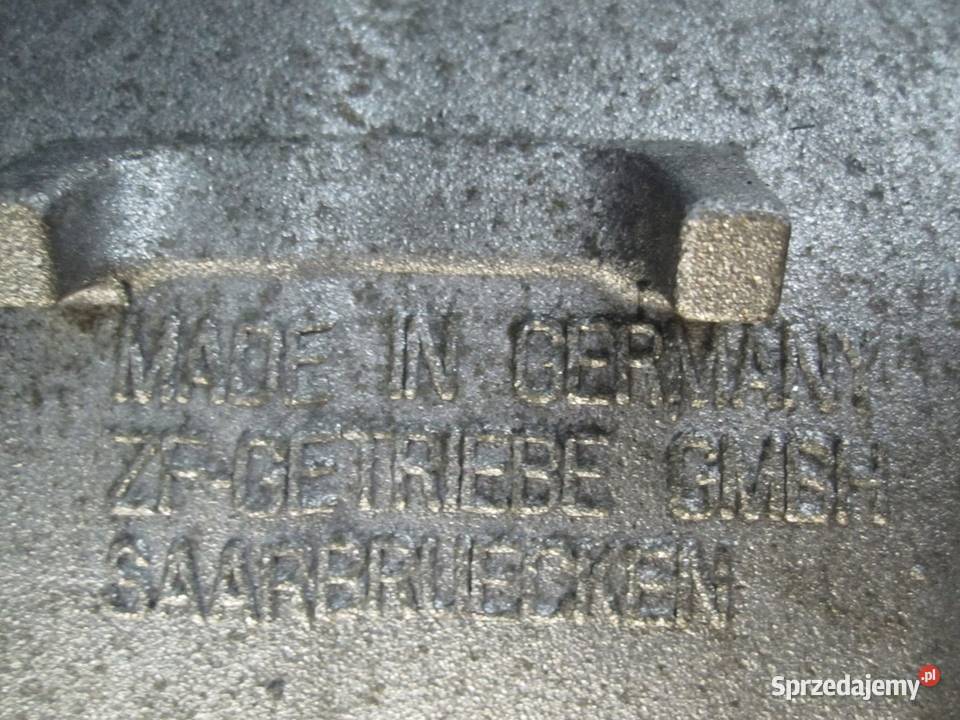 MADE IN GERMANY
ZF-GETRIEBE GMBH
SAARBRUECKEN
Sprzedajemy.pl